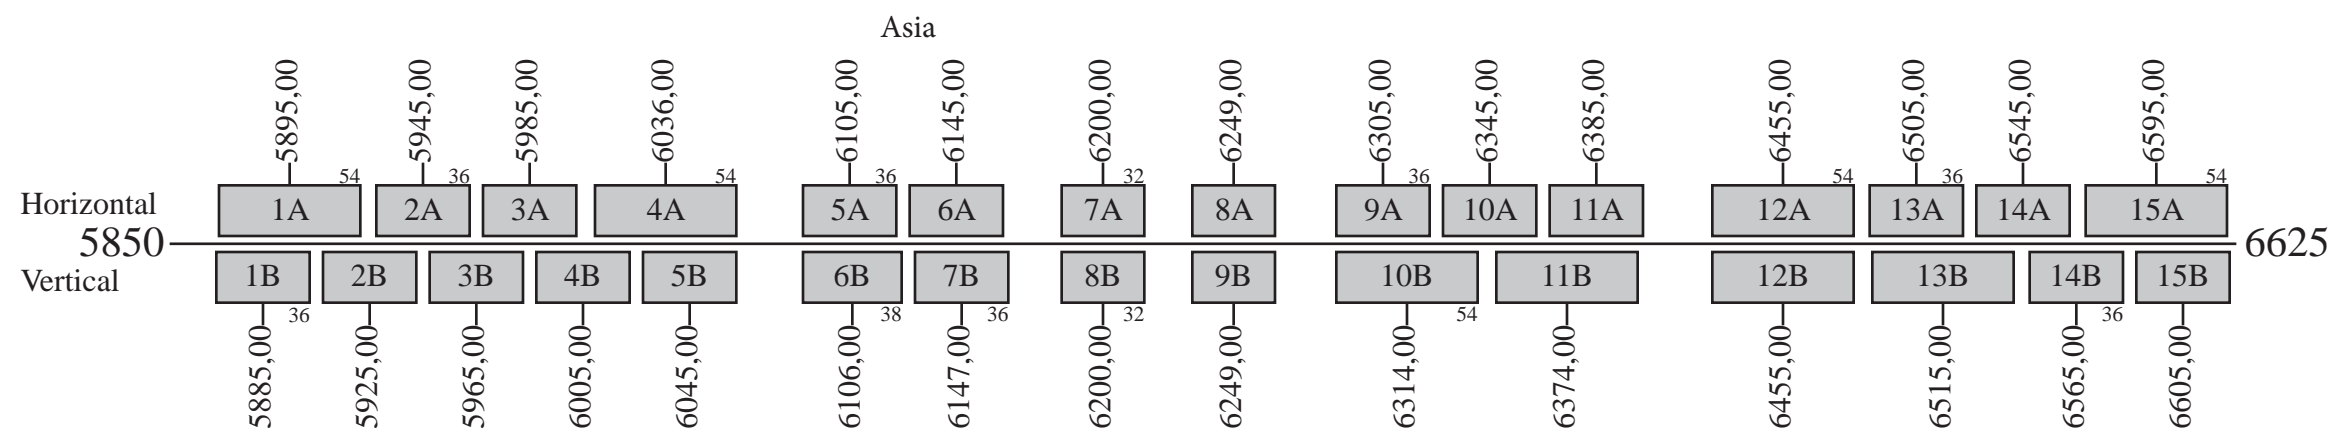 Asia
5895,00 5945,00 5985,00 6036,00 6105,00 6145,00 6200,00 6249,00 6305,00 6345,00 6385,00 6455,00 6505,00 6545,00 6595,00
54 36 54 36 32 36 54 36 54
Horizontal 1A 2A 3A 4A 5A 6A 7A 8A 9A 10A 11A 12A 13A 14A 15A
5850 6625
Vertical 1B 2B 3B 4B 5B 6B 7B 8B 9B 10B 11B 12B 13B 14B 15B
36 38 36 32 54 36
5885,00 5925,00 5965,00 6005,00 6045,00 6106,00 6147,00 6200,00 6249,00 6314,00 6374,00 6455,00 6515,00 6565,00 6605,00